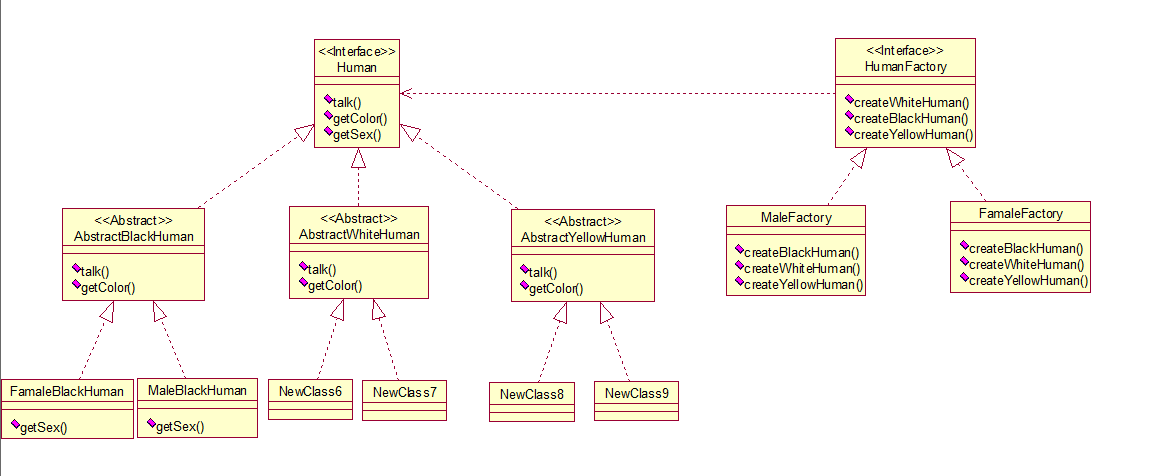 <<Interface>>
Human
talk()
getColor()
getSex()
<<Interface>>
HumanFactory
createWhiteHuman()
createBlackHuman()
createYellowHuman()
<<Abstract>>
AbstractBlackHuman
talk()
getColor()
<<Abstract>>
AbstractWhiteHuman
talk()
getColor()
<<Abstract>>
AbstractYellowHuman
talk()
getColor()
MaleFactory
createBlackHuman()
createWhiteHuman()
createYellowHuman()
FamaleFactory
createBlackHuman()
createWhiteHuman()
createYellowHuman()
FamaleBlackHuman
getSex()
MaleBlackHuman
getSex()
NewClass6
NewClass7
NewClass8
NewClass9